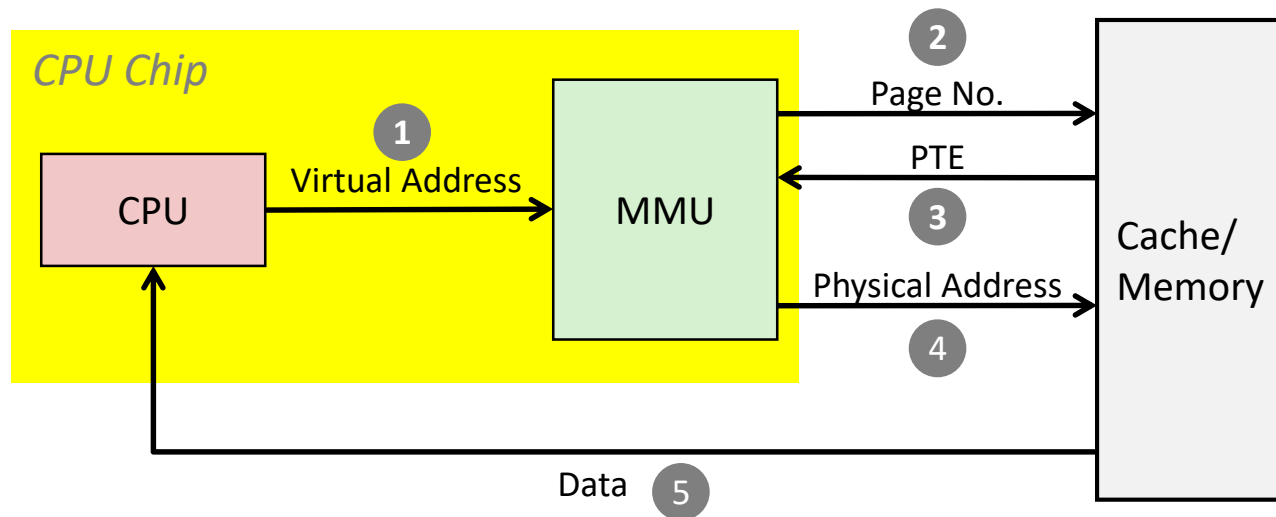 CPU Chip
2
Page No.
1
Virtual Address
PTE
CPU
MMU
3
Cache/
Memory
Physical Address
4
Data
5